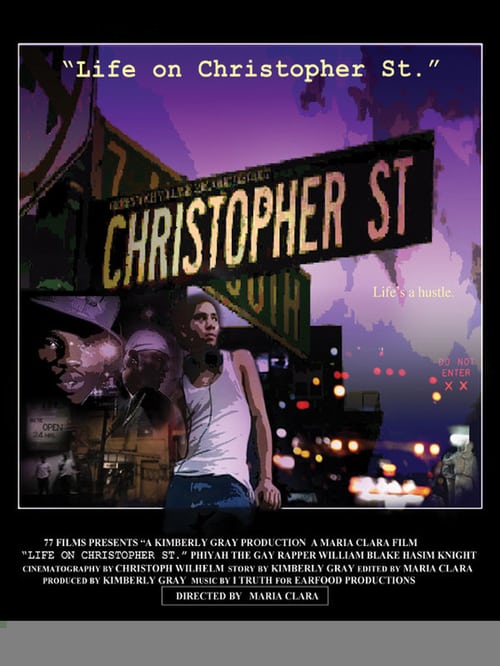 “Life on Christopher St.”
CHRISTOPHER ST
Life's a hustle.
DO NOT
ENTER
X X
OPEN
77 FILMS PRESENTS “A KIMBERLY GRAY PRODUCTION A MARIA CLARA FILM
“LIFE ON CHRISTOPHER ST.” PHIYAH THE GAY RAPPER WILLIAM BLAKE HASIM KNIGHT
CINEMATOGRAPHY BY CHRISTOPH WILHELM STORY BY KIMBERLY GRAY EDITED BY MARIA CLARA
PRODUCED BY KIMBERLY GRAY MUSIC BY I TRUTH FOR EARFOOD PRODUCTIONS
DIRECTED BY MARIA CLARA